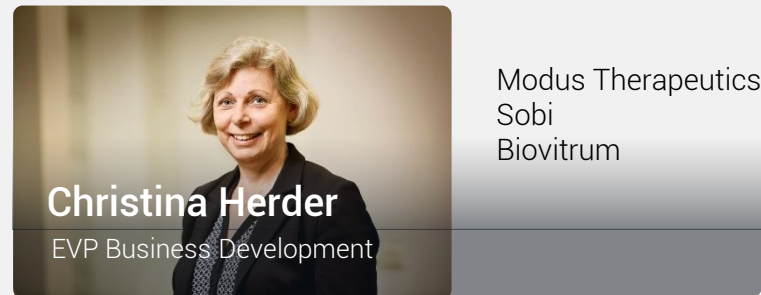 Christina Herder
EVP Business Development
Modus Therapeutics
Sobi
Biovitrum